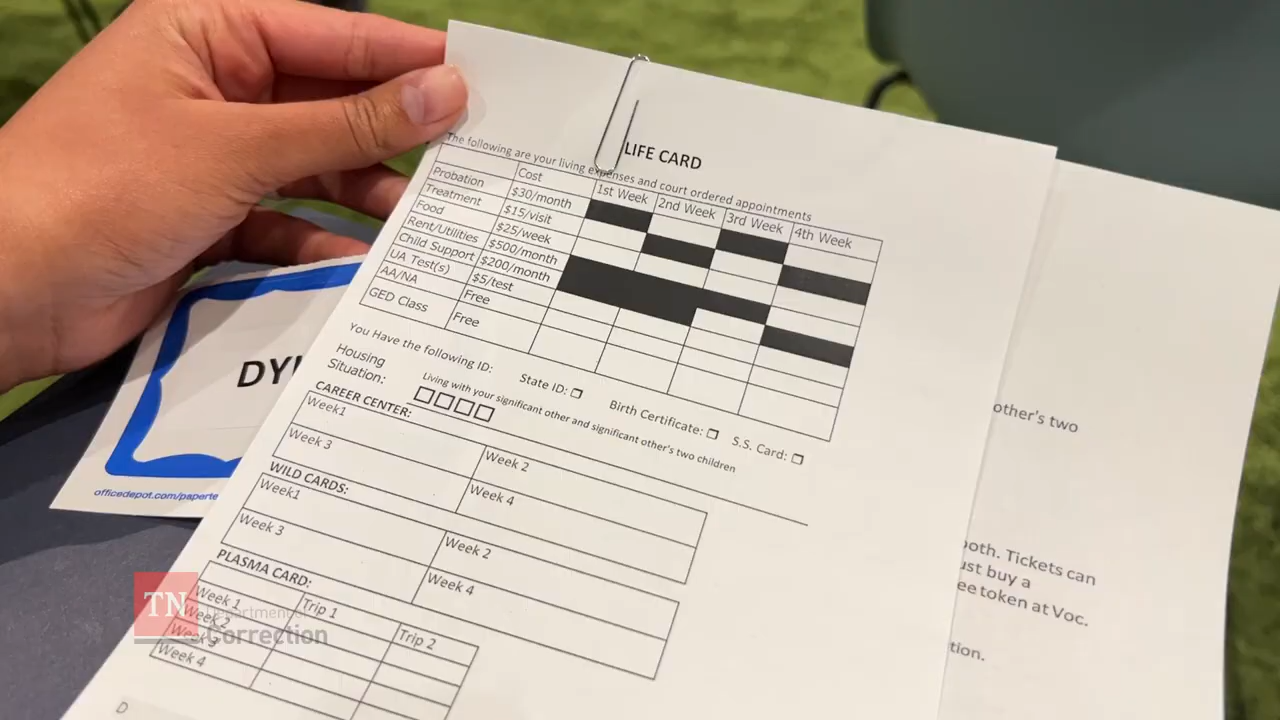 LIFE CARD
The following are your living expenses and court ordered appointments
Cost 1st Week 2nd Week 3rd Week 4th Week
Probation $30/month
Treatment $15/visit
Food $25/week
Rent/Utilities $500/month
Child Support $200/month
UA Test(s) $5/test
AA/NA Free
GED Class Free
You Have the following ID: State ID: Birth Certificate: S.S. Card:
Housing Situation: Living with your significant other and significant other's two children
CAREER CENTER:
Week1 Week 2
Week 3 Week 4
WILD CARDS:
Week1 Week 2
Week 3 Week 4
PLASMA CARD:
Trip 1 Trip 2
Week 1
Week 2
Week 3
Week 4
D
DY
officedepot.com/paperte
other's two
ooth. Tickets can
ust buy a
ee token at Voc.
tion.
TN Department of
Correction